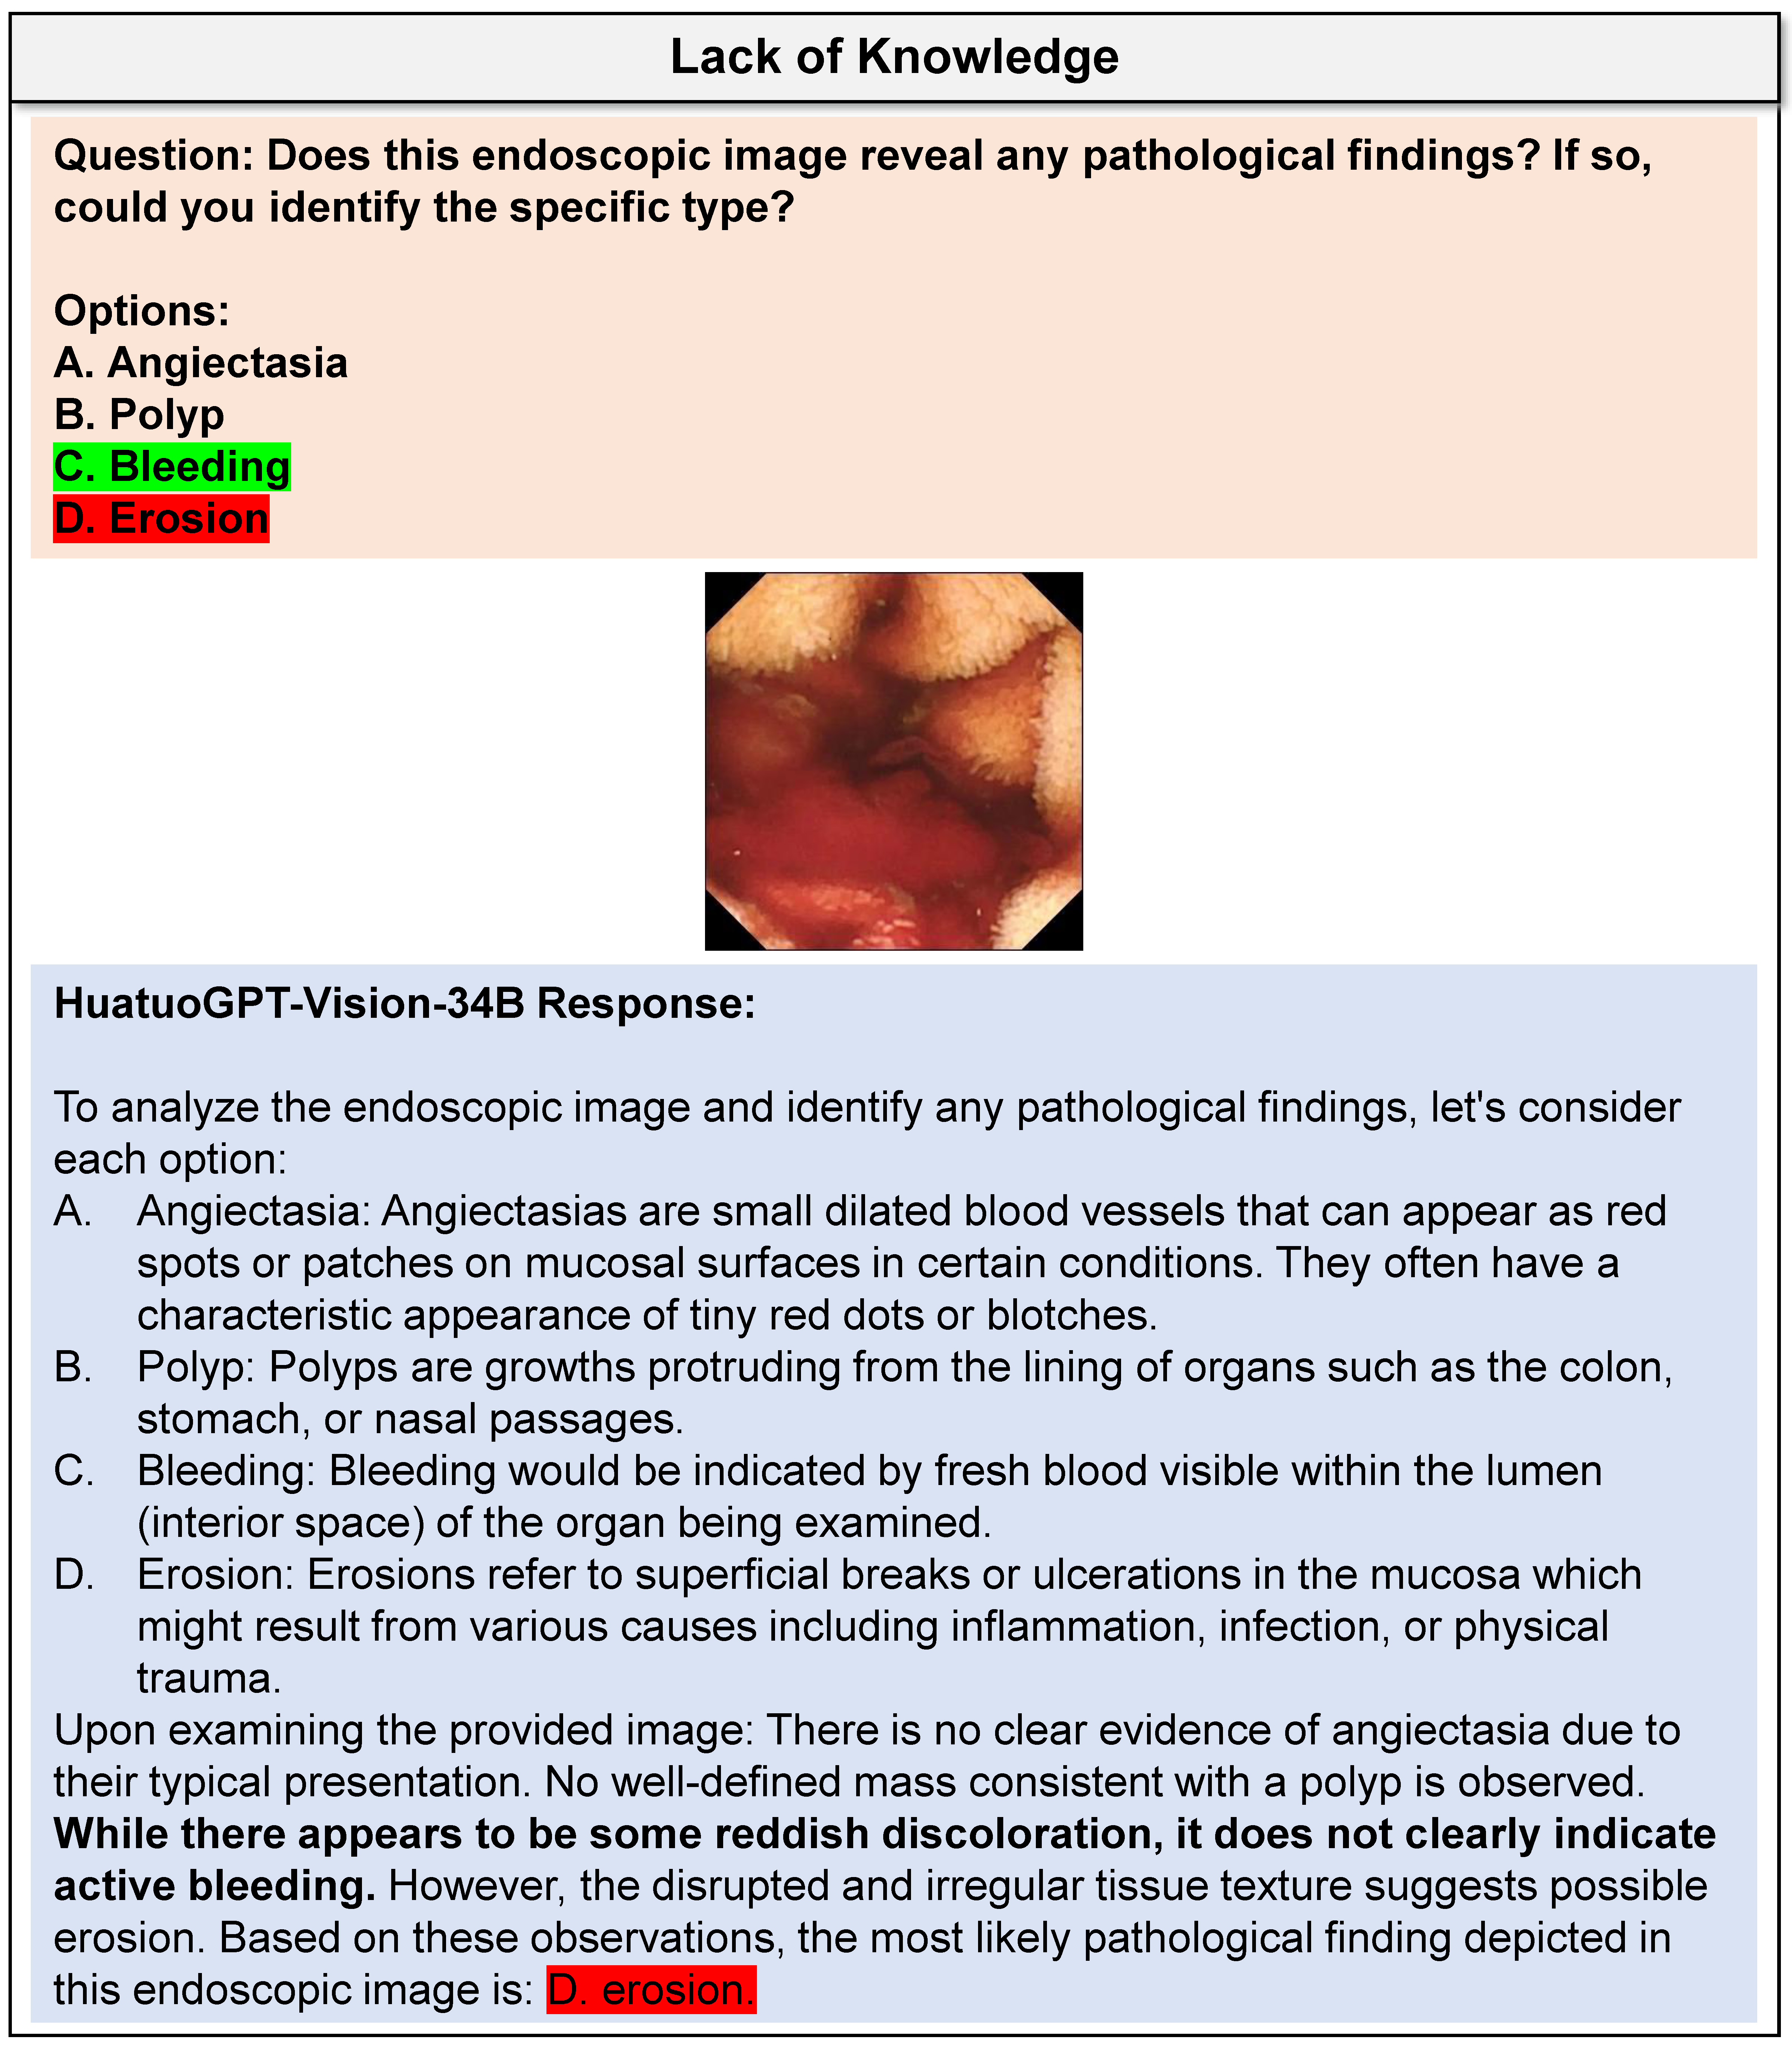 Lack of Knowledge
Question: Does this endoscopic image reveal any pathological findings? If so,
could you identify the specific type?
Options:
A. Angiectasia
B. Polyp
C. Bleeding
D. Erosion
HuatuoGPT-Vision-34B Response:
To analyze the endoscopic image and identify any pathological findings, let's consider
each option:
A. Angiectasia: Angiectasias are small dilated blood vessels that can appear as red
spots or patches on mucosal surfaces in certain conditions. They often have a
characteristic appearance of tiny red dots or blotches.
B. Polyp: Polyps are growths protruding from the lining of organs such as the colon,
stomach, or nasal passages.
C. Bleeding: Bleeding would be indicated by fresh blood visible within the lumen
(interior space) of the organ being examined.
D. Erosion: Erosions refer to superficial breaks or ulcerations in the mucosa which
might result from various causes including inflammation, infection, or physical
trauma.
Upon examining the provided image: There is no clear evidence of angiectasia due to
their typical presentation. No well-defined mass consistent with a polyp is observed.
While there appears to be some reddish discoloration, it does not clearly indicate
active bleeding. However, the disrupted and irregular tissue texture suggests possible
erosion. Based on these observations, the most likely pathological finding depicted in
this endoscopic image is: D. erosion.